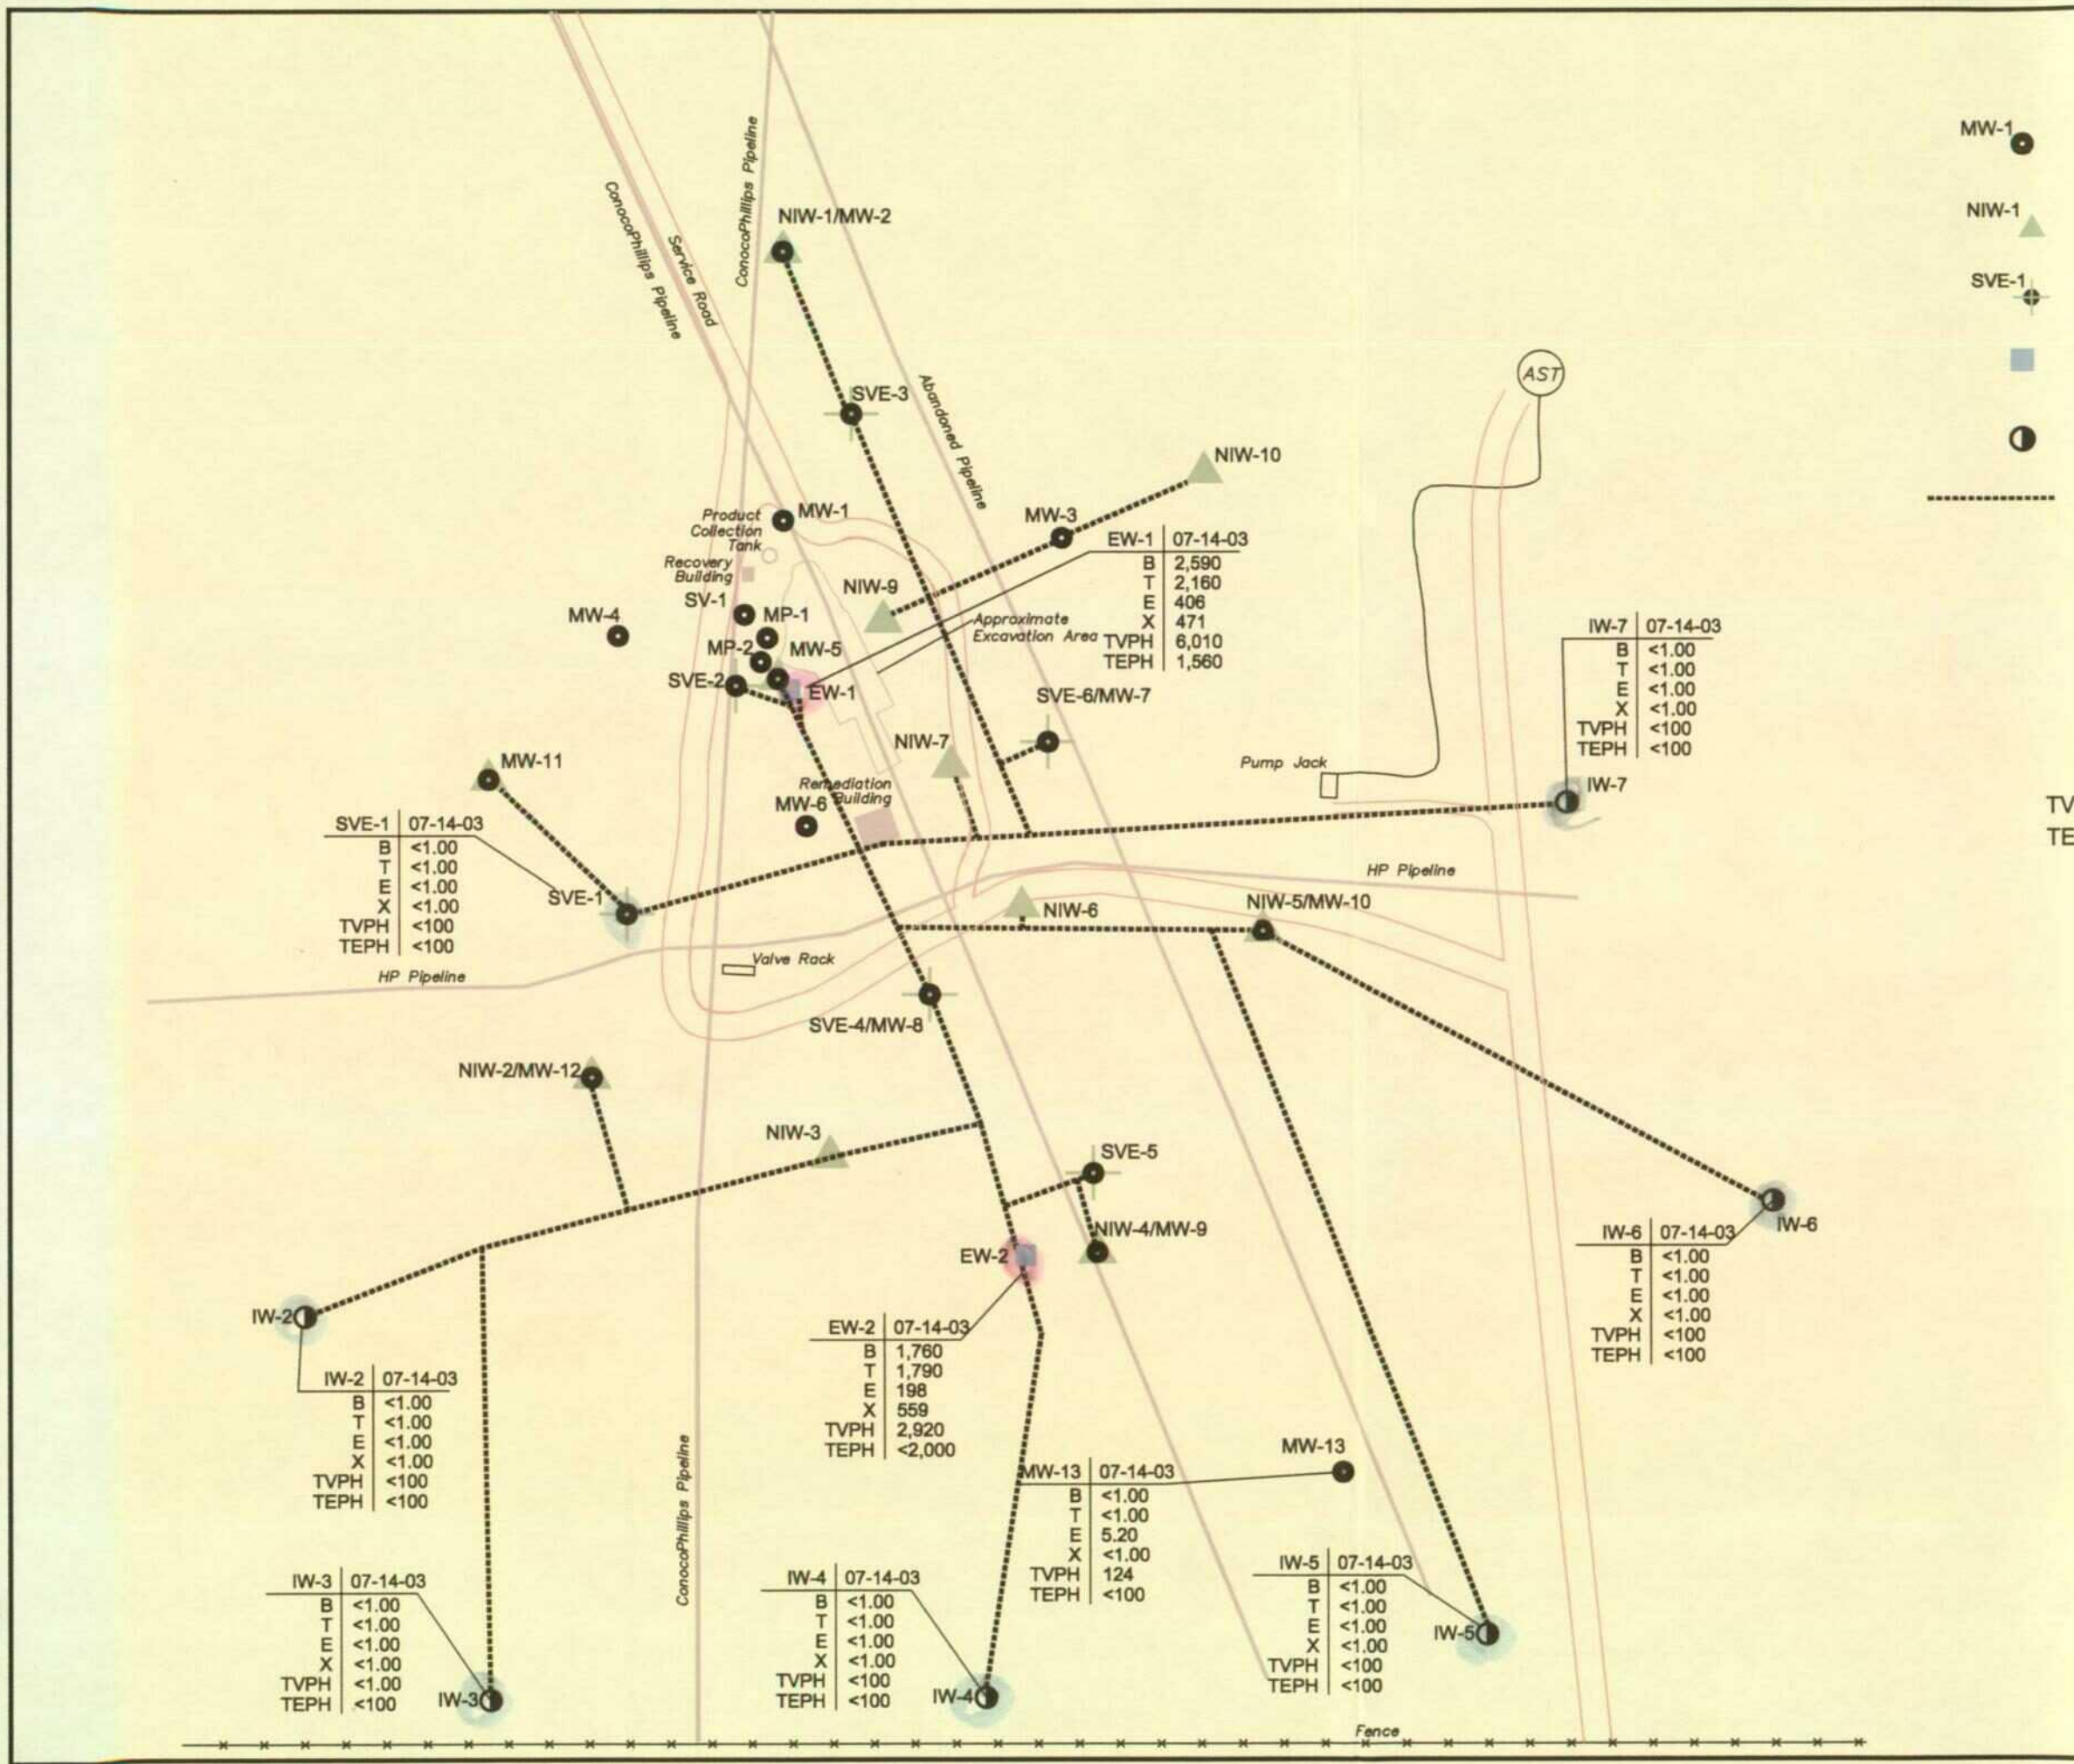 MW-1
NIW-1
SVE-1
ConocoPhillips Pipeline
ConocoPhillips Pipeline
Service Road
NIW-1/MW-2
AST
SVE-3
Abandoned Pipeline
NIW-10
MW-1
MW-3
Product
Collection
Tank
Recovery
Building
EW-1 07-14-03
B 2,590
T 2,160
E 406
X 471
TVPH 6,010
TEPH 1,560
NIW-9
SV-1
MP-1
MW-4
Approximate
Excavation Area
MP-2
MW-5
SVE-2
EW-1
IW-7 07-14-03
B <1.00
T <1.00
E <1.00
X <1.00
TVPH <100
TEPH <100
SVE-6/MW-7
NIW-7
MW-11
Pump Jack
IW-7
Remediation
Building
MW-6
TV
TE
SVE-1 07-14-03
B <1.00
T <1.00
E <1.00
X <1.00
TVPH <100
TEPH <100
SVE-1
HP Pipeline
NIW-6
NIW-5/MW-10
Valve Rack
HP Pipeline
SVE-4/MW-8
NIW-2/MW-12
NIW-3
SVE-5
NIW-4/MW-9
EW-2
IW-6
IW-6 07-14-03
B <1.00
T <1.00
E <1.00
X <1.00
TVPH <100
TEPH <100
IW-2
EW-2 07-14-03
B 1,760
T 1,790
E 198
X 559
TVPH 2,920
TEPH <2,000
IW-2 07-14-03
B <1.00
T <1.00
E <1.00
X <1.00
TVPH <100
TEPH <100
ConocoPhillips Pipeline
MW-13
MW-13 07-14-03
B <1.00
T <1.00
E 5.20
X <1.00
TVPH 124
TEPH <100
IW-3 07-14-03
B <1.00
T <1.00
E <1.00
X <1.00
TVPH <1.00
TEPH <100
IW-3
IW-4 07-14-03
B <1.00
T <1.00
E <1.00
X <1.00
TVPH <100
TEPH <100
IW-4
IW-5 07-14-03
B <1.00
T <1.00
E <1.00
X <1.00
TVPH <100
TEPH <100
IW-5
Fence